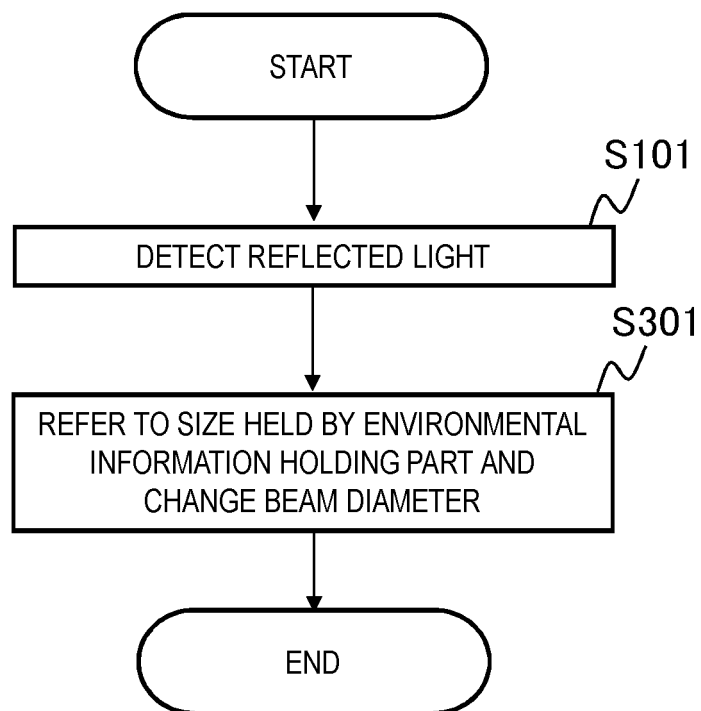 START
S101
DETECT REFLECTED LIGHT
S301
REFER TO SIZE HELD BY ENVIRONMENTAL
INFORMATION HOLDING PART AND
CHANGE BEAM DIAMETER
END